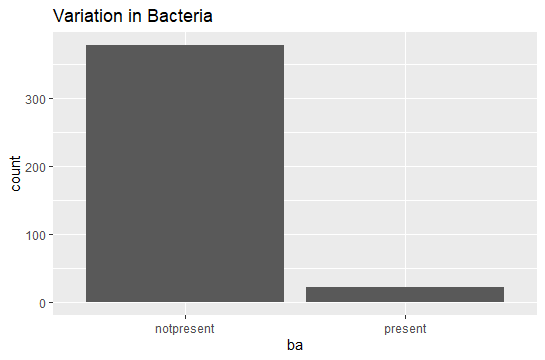 Variation in Bacteria
count
300
200
100
0
notpresent
present
ba